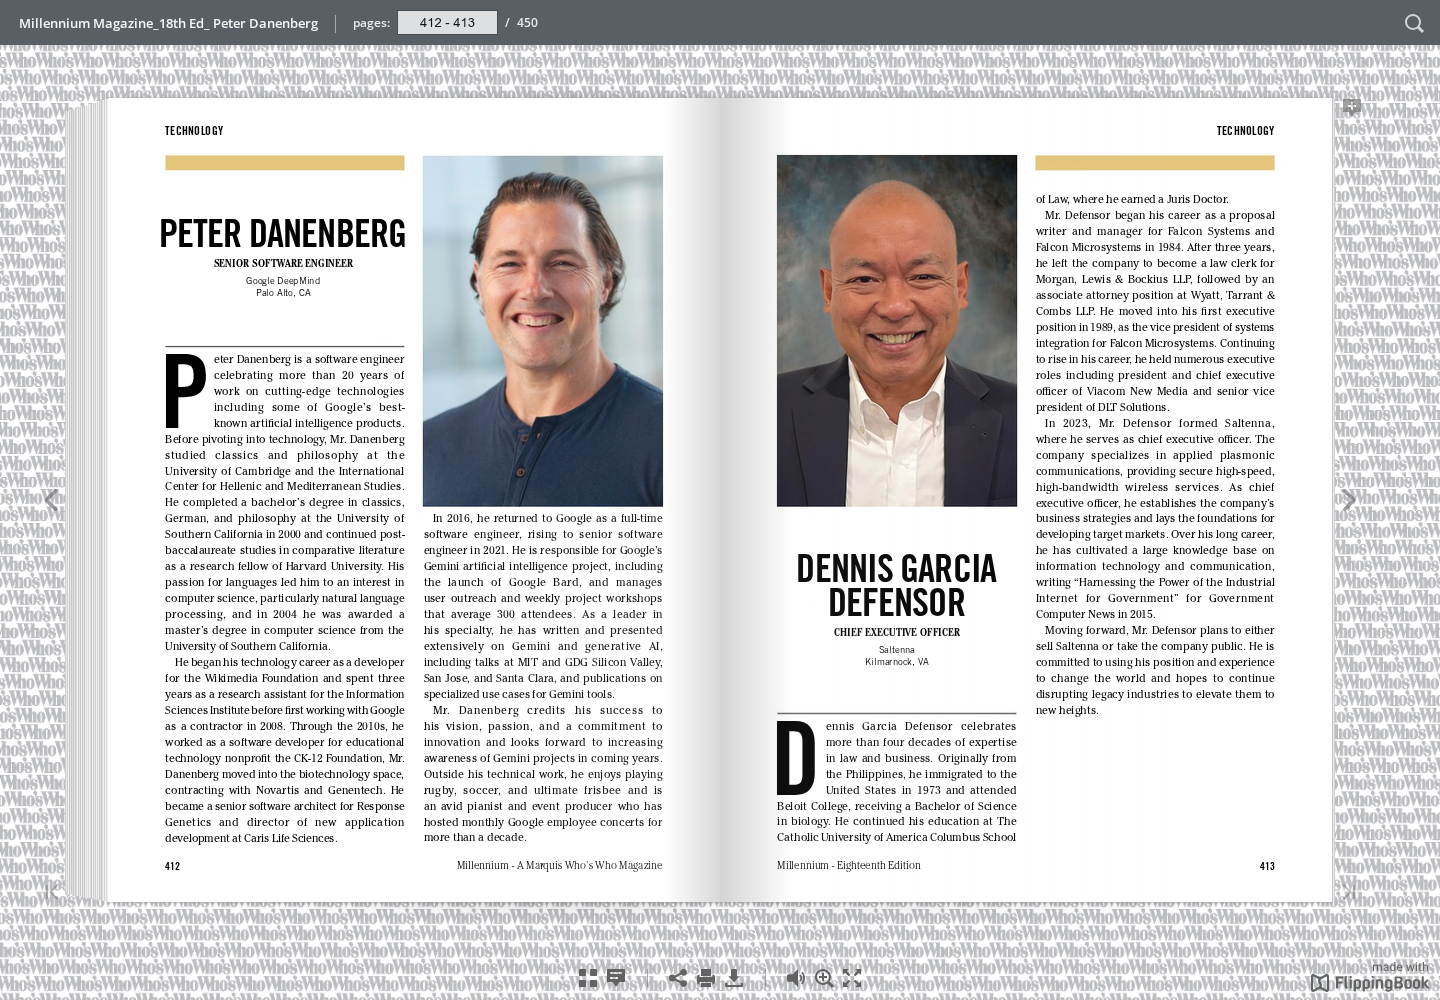 Millennium Magazine_18th Ed_ Peter Danenberg
pages:
412 - 413
/ 450
TECHNOLOGY
PETER DANENBERG
SENIOR SOFTWARE ENGINEER
Google DeepMind
Palo Alto, CA
Peter Danenberg is a software engineer
celebrating more than 20 years of
work on cutting-edge technologies
including some of Google's best-
known artificial intelligence products.
Before pivoting into technology, Mr. Danenberg
studied classics and philosophy at the
University of Cambridge and the International
Center for Hellenic and Mediterranean Studies.
He completed a bachelor's degree in classics,
German, and philosophy at the University of
Southern California in 2000 and continued post-
baccalaureate studies in comparative literature
as a research fellow of Harvard University. His
passion for languages led him to an interest in
computer science, particularly natural language
processing, and in 2004 he was awarded a
master's degree in computer science from the
University of Southern California.
He began his technology career as a developer
for the Wikimedia Foundation and spent three
years as a research assistant for the Information
Sciences Institute before first working with Google
as a contractor in 2008. Through the 2010s, he
worked as a software developer for educational
technology nonprofit the CK-12 Foundation, Mr.
Danenberg moved into the biotechnology space,
contracting with Novartis and Genentech. He
became a senior software architect for Response
Genetics and director of new application
development at Caris Life Sciences.
In 2016, he returned to Google as a full-time
software engineer, rising to senior software
engineer in 2021. He is responsible for Google's
Gemini artificial intelligence project, including
the launch of Google Bard, and manages
user outreach and weekly project workshops
that average 300 attendees. As a leader in
his specialty, he has written and presented
extensively on Gemini and generative AI,
including talks at MIT and GDG Silicon Valley,
San Jose, and Santa Clara, and publications on
specialized use cases for Gemini tools.
Mr. Danenberg credits his success to
his vision, passion, and a commitment to
innovation and looks forward to increasing
awareness of Gemini projects in coming years.
Outside his technical work, he enjoys playing
rugby, soccer, and ultimate frisbee and is
an avid pianist and event producer who has
hosted monthly Google employee concerts for
more than a decade.
412
Millennium - A Marquis Who's Who Magazine
TECHNOLOGY
DENNIS GARCIA
DEFENSOR
CHIEF EXECUTIVE OFFICER
Saltenna
Kilmarnock, VA
Dennis Garcia Defensor celebrates
more than four decades of expertise
in law and business. Originally from
the Philippines, he immigrated to the
United States in 1973 and attended
Beloit College, receiving a Bachelor of Science
in biology. He continued his education at The
Catholic University of America Columbus School
of Law, where he earned a Juris Doctor.
Mr. Defensor began his career as a proposal
writer and manager for Falcon Systems and
Falcon Microsystems in 1984. After three years,
he left the company to become a law clerk for
Morgan, Lewis & Bockius LLP, followed by an
associate attorney position at Wyatt, Tarrant &
Combs LLP. He moved into his first executive
position in 1989, as the vice president of systems
integration for Falcon Microsystems. Continuing
to rise in his career, he held numerous executive
roles including president and chief executive
officer of Viacom New Media and senior vice
president of DLT Solutions.
In 2023, Mr. Defensor formed Saltenna,
where he serves as chief executive officer. The
company specializes in applied plasmonic
communications, providing secure high-speed,
high-bandwidth wireless services. As chief
executive officer, he establishes the company's
business strategies and lays the foundations for
developing target markets. Over his long career,
he has cultivated a large knowledge base on
information technology and communication,
writing “Harnessing the Power of the Industrial
Internet for Government” for Government
Computer News in 2015.
Moving forward, Mr. Defensor plans to either
sell Saltenna or take the company public. He is
committed to using his position and experience
to change the world and hopes to continue
disrupting legacy industries to elevate them to
new heights.
Millennium - Eighteenth Edition
413
made with
FlippingBook